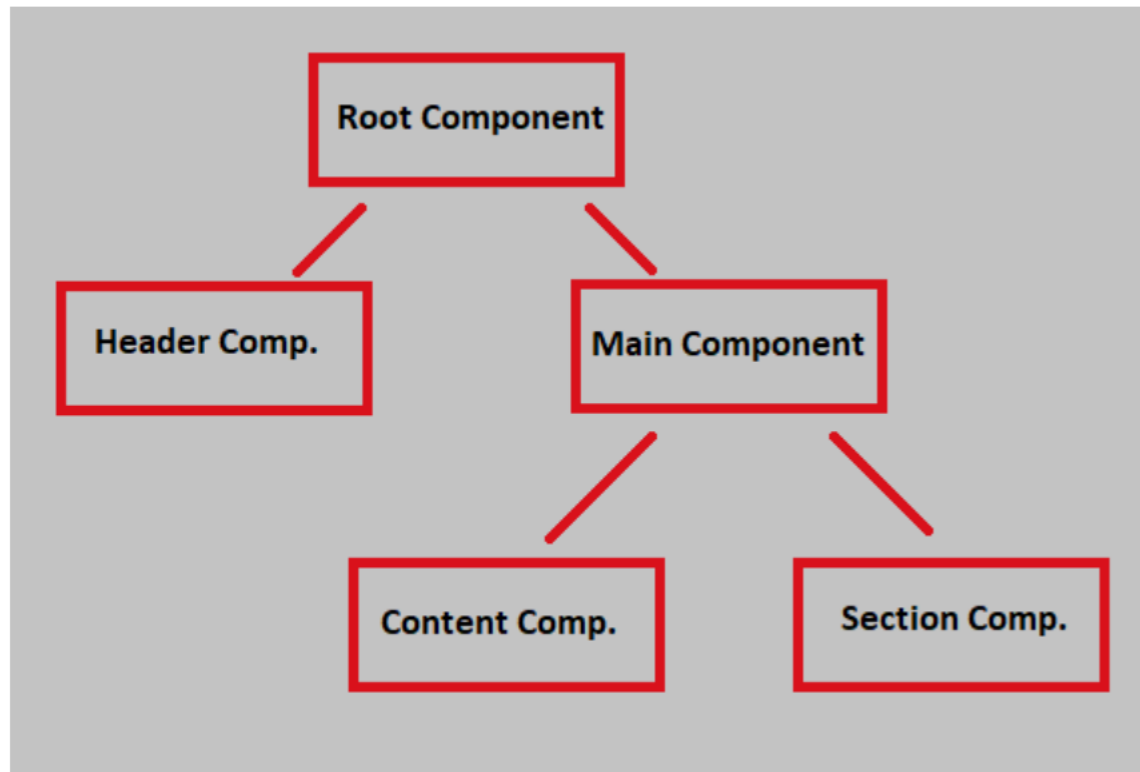 Root Component
Header Comp.
Main Component
Content Comp.
Section Comp.